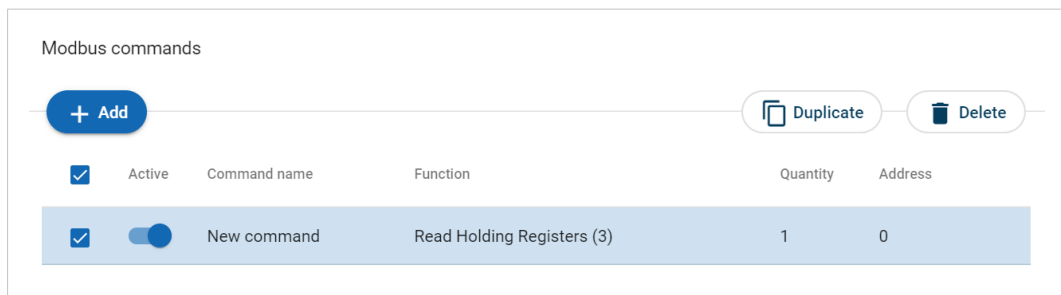 Modbus commands
Add Duplicate Delete
Active Command name Function Quantity Address
New command Read Holding Registers (3) 1 0